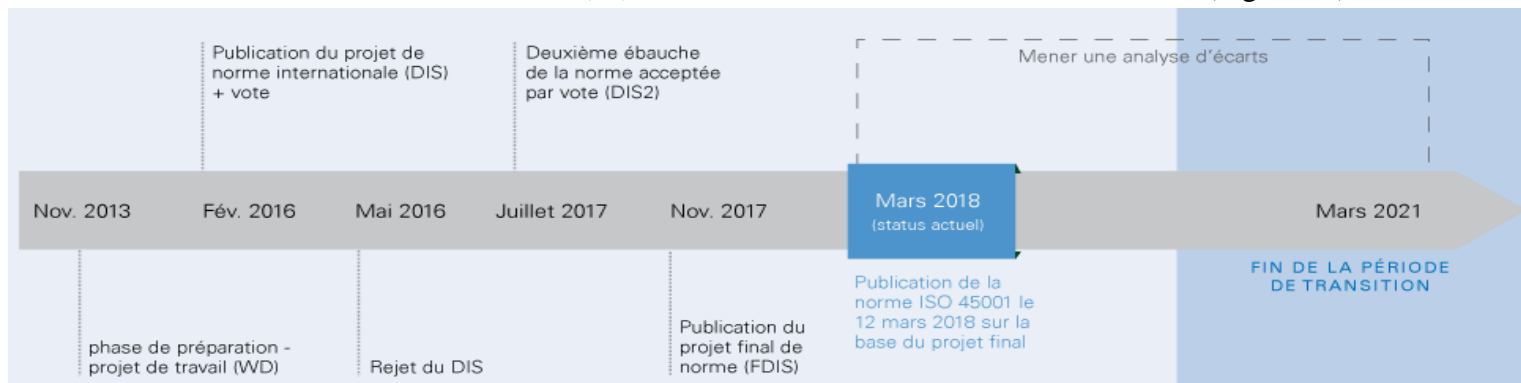 Publication du projet de
norme internationale (DIS)
+ vote
Deuxième ébauche
de la norme acceptée
par vote (DIS2)
Mener une analyse d'écarts
Nov. 2013
Fév. 2016
Mai 2016
Juillet 2017
Nov. 2017
Mars 2018
(status actuel)
Mars 2021
phase de préparation -
projet de travail (WD)
Rejet du DIS
Publication du
projet final de
norme (FDIS)
Publication de la
norme ISO 45001 le
12 mars 2018 sur la
base du projet final
FIN DE LA PÉRIODE
DE TRANSITION